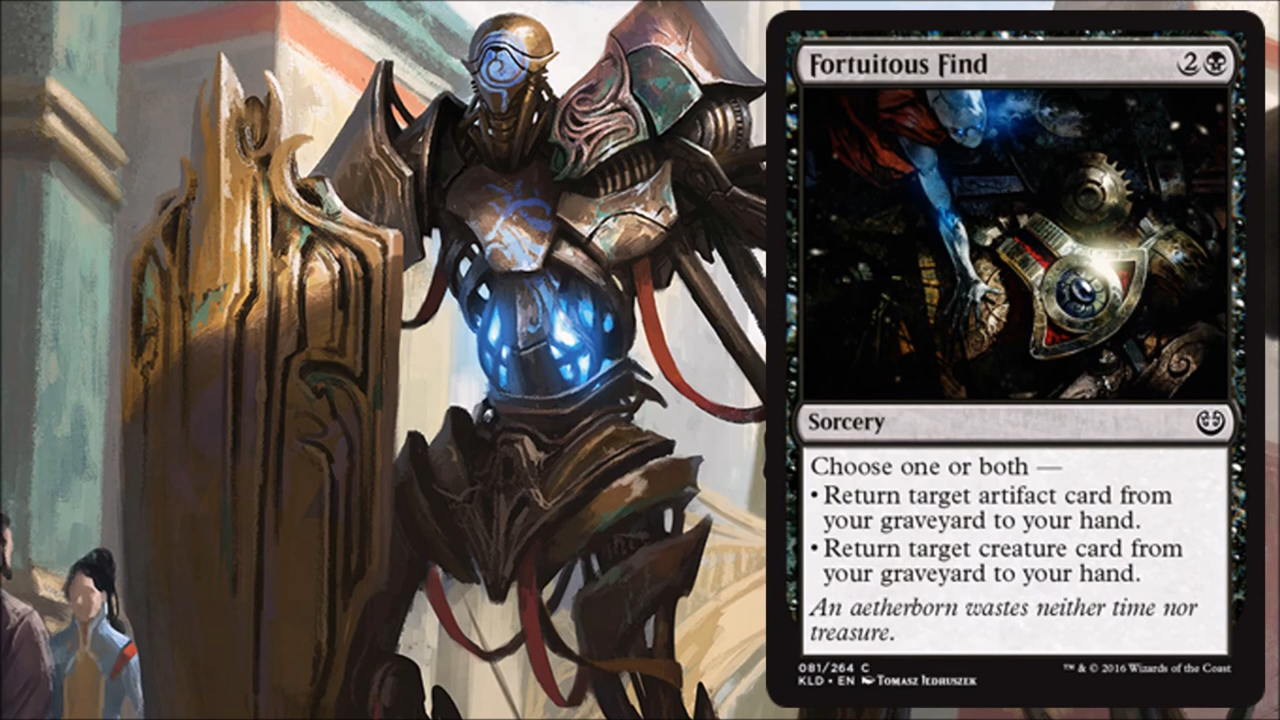 Fortuitous Find 2
Sorcery
Choose one or both —
• Return target artifact card from
your graveyard to your hand.
• Return target creature card from
your graveyard to your hand.
An aetherborn wastes neither time nor
treasure.
081/264 C ™ & © 2016 Wizards of the Coast
KLD • EN Tomasz Jedruszek